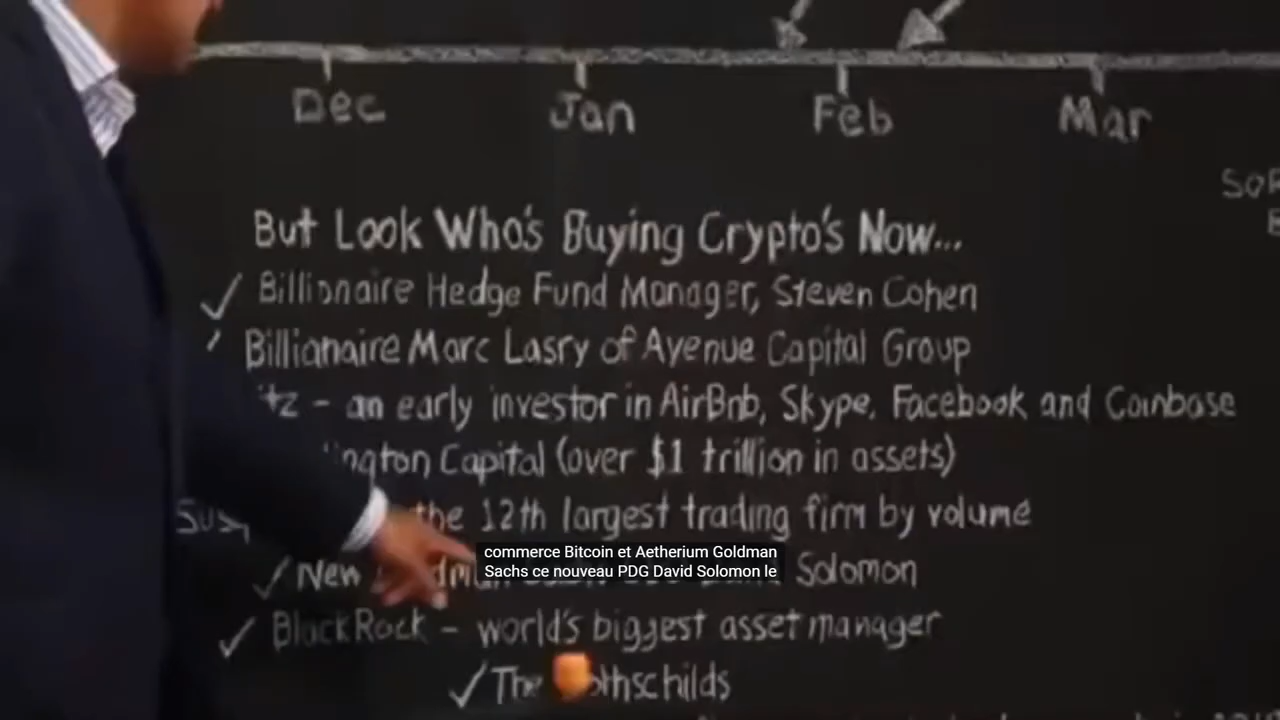 Dec Jan Feb Mar
But Look Who's Buying Crypto's Now...
Billionaire Hedge Fund Manager, Steven Cohen
Billianaire Marc Lasry of Avenue Capital Group
- an early investor in AirBnb, Skype, Facebook and Coinbase
Capital (over $1 trillion in assets)
the 12th largest trading firm by volume
commerce Bitcoin et Aetherium Goldman
Sachs ce nouveau PDG David Solomon le
New Solomon
BlackRock - world's biggest asset manager
The